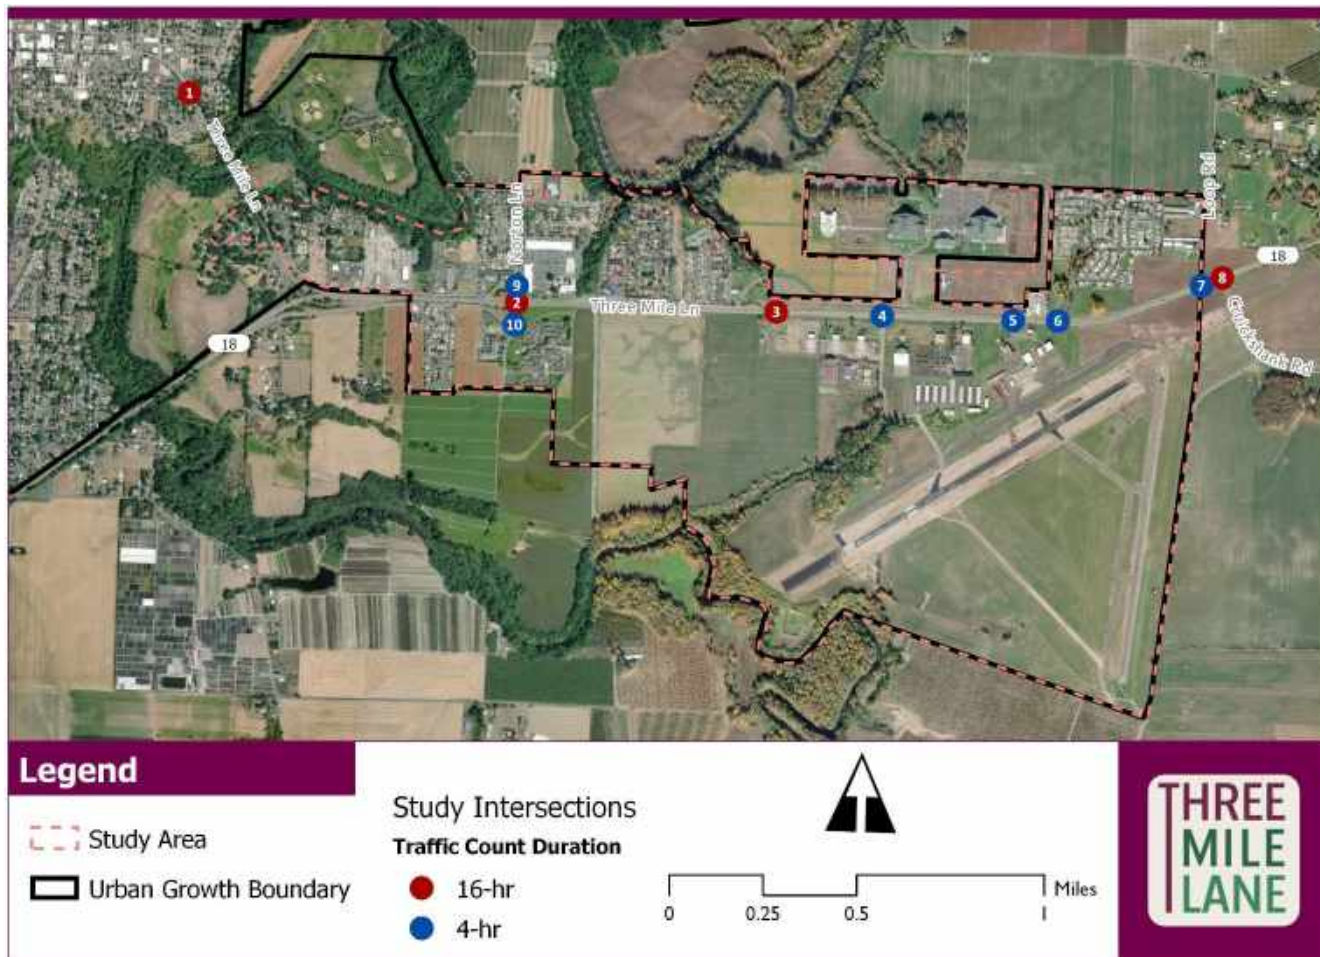 1
Three Mile Ln
Norton Ln
Loop Rd
18
9
2
10
Three Mile Ln
3
4
5
6
7
8
Cruickshank Rd
18
Legend
Study Area
Urban Growth Boundary
Study Intersections
Traffic Count Duration
16-hr
4-hr
Miles
0
0.25
0.5
1
THREE
MILE
LANE